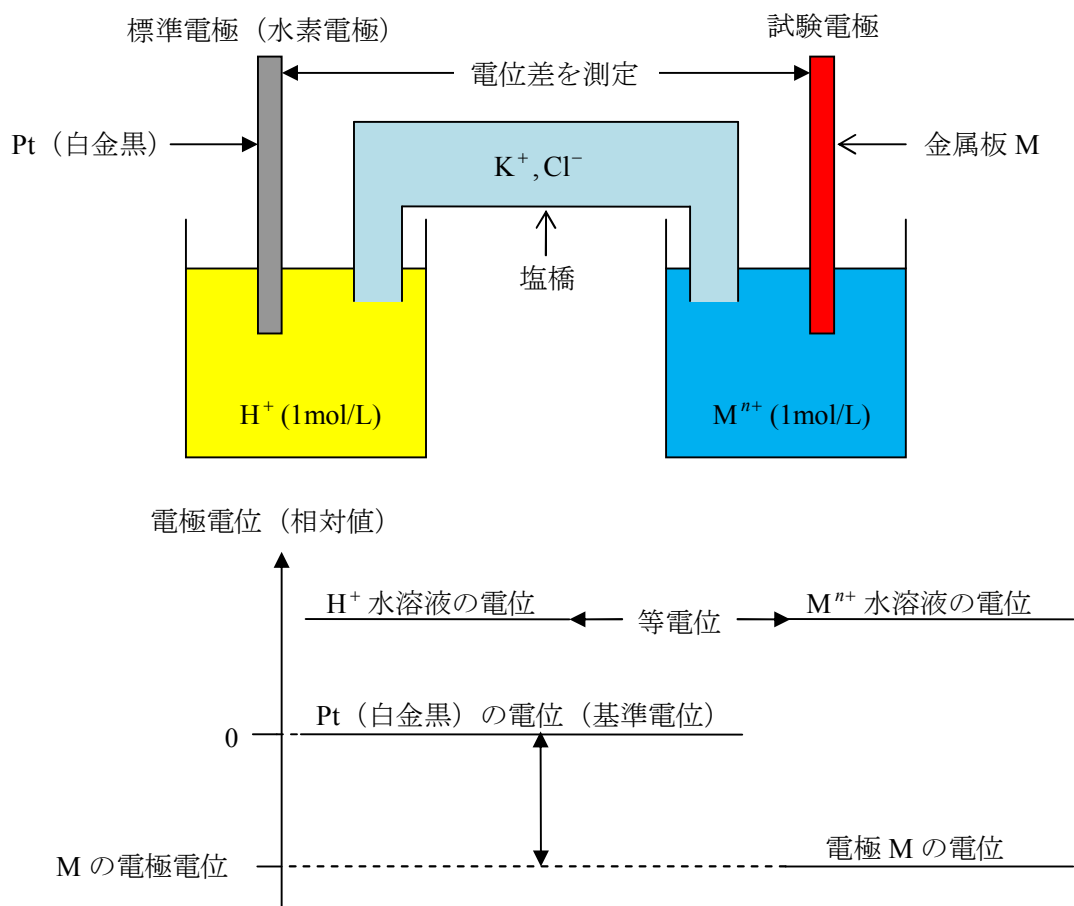 標準電極（水素電極）
試験電極
電位差を測定
Pt（白金黒）
金属板 M
K⁺, Cl⁻
塩橋
H⁺ (1mol/L)
Mⁿ⁺ (1mol/L)
電極電位（相対値）
H⁺ 水溶液の電位
Mⁿ⁺ 水溶液の電位
等電位
Pt（白金黒）の電位（基準電位）
0
電極 M の電位
M の電極電位